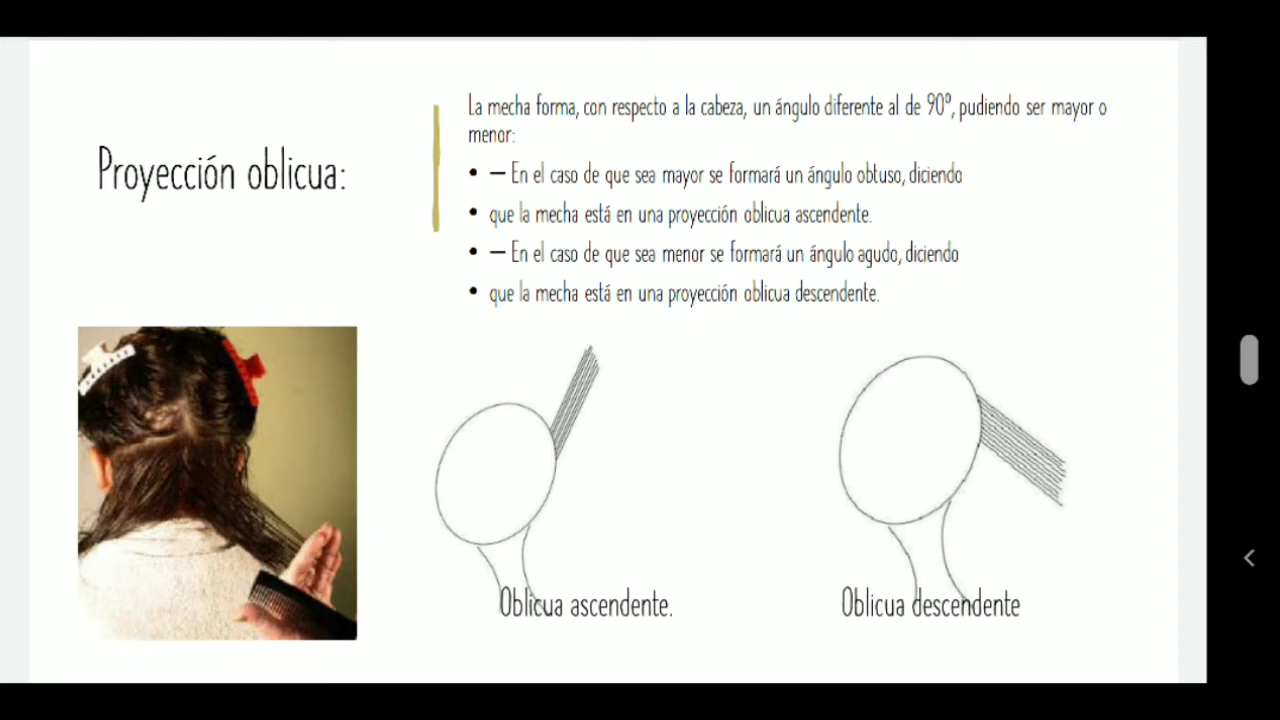 Proyección oblicua:
La mecha forma, con respecto a la cabeza, un ángulo diferente al de 90º, pudiendo ser mayor o
menor:
• – En el caso de que sea mayor se formará un ángulo obtuso, diciendo
• que la mecha está en una proyección oblicua ascendente.
• – En el caso de que sea menor se formará un ángulo agudo, diciendo
• que la mecha está en una proyección oblicua descendente.
Oblicua ascendente.
Oblicua descendente